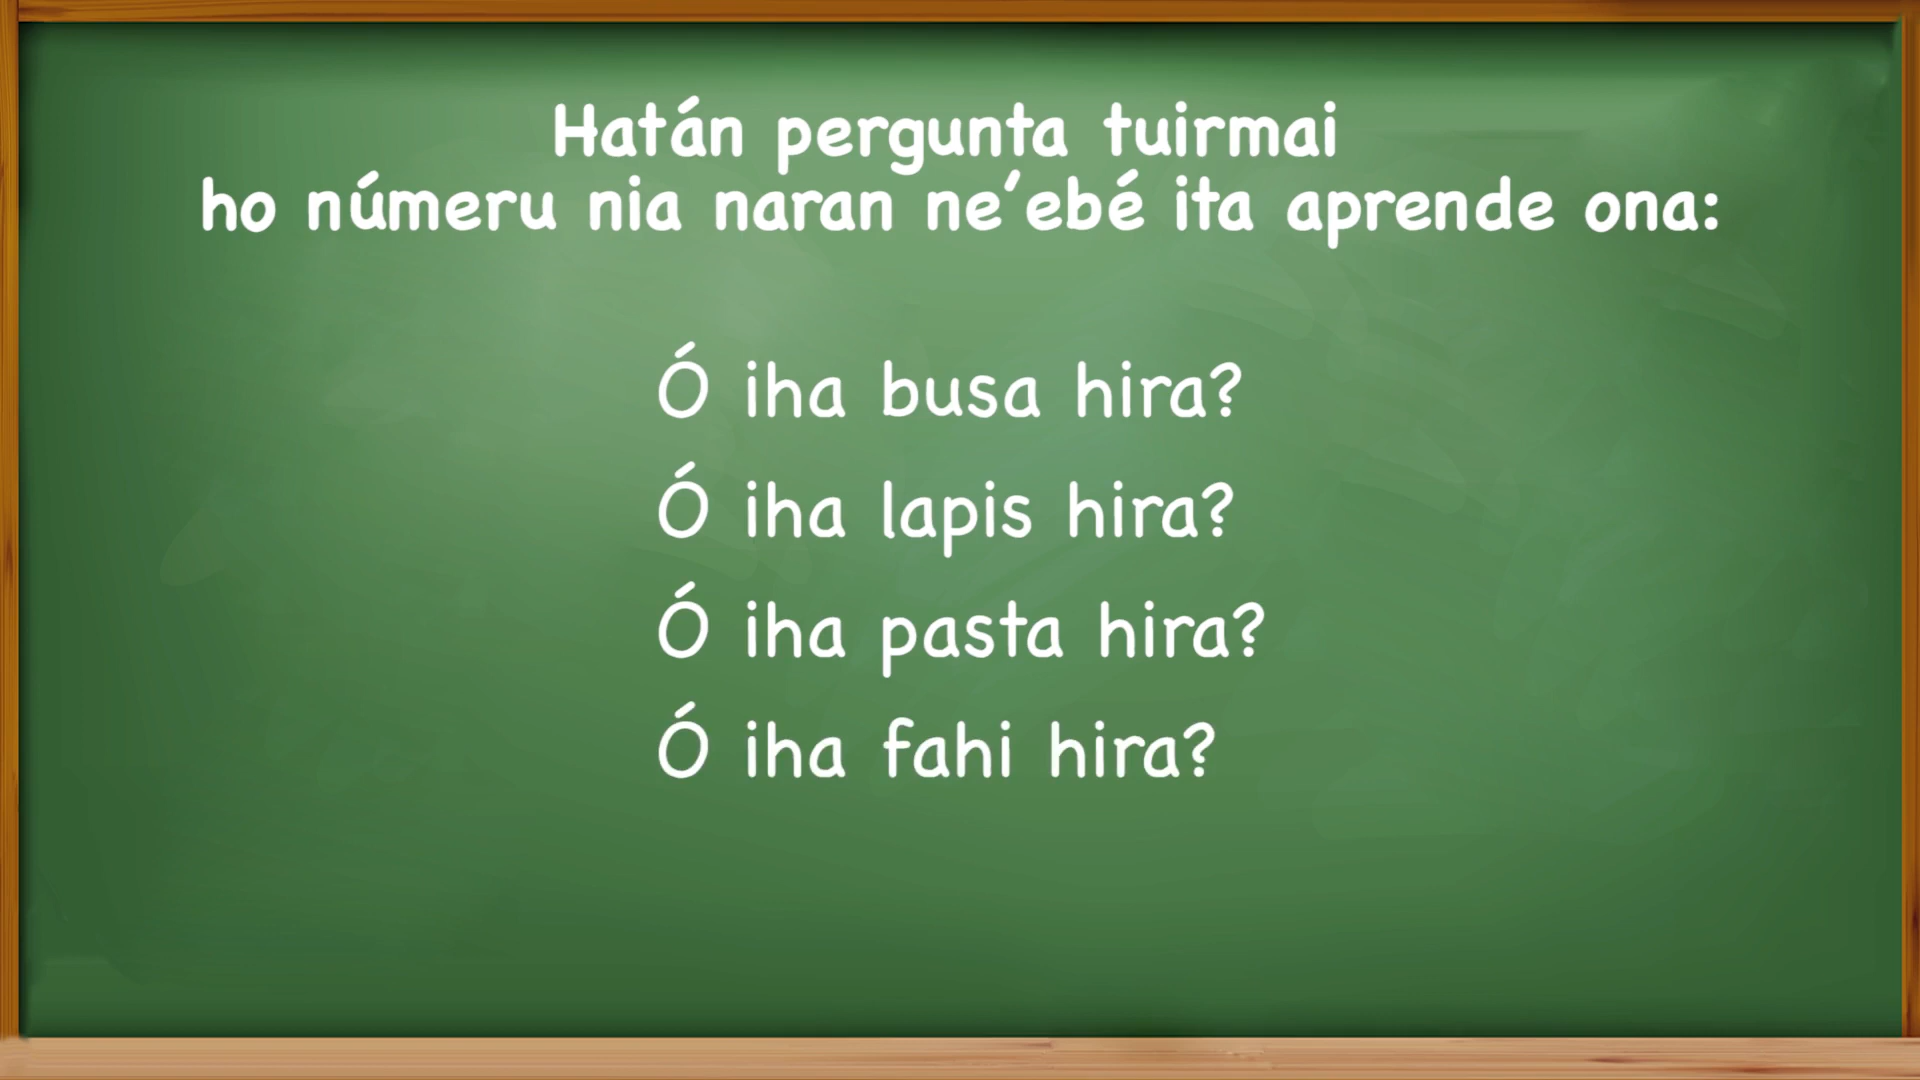 Hatán pergunta tuirmai
ho númeru nia naran ne’ebé ita aprende ona:
Ó iha busa hira?
Ó iha lapis hira?
Ó iha pasta hira?
Ó iha fahi hira?